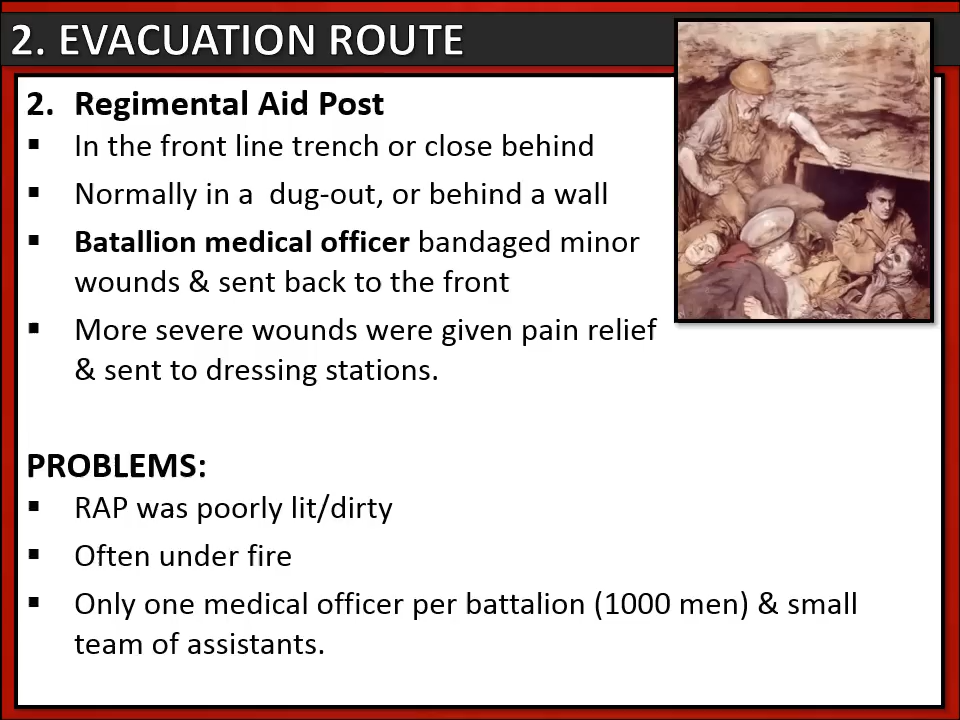 2. EVACUATION ROUTE
2. Regimental Aid Post
▪ In the front line trench or close behind
▪ Normally in a  dug-out, or behind a wall
▪ Batallion medical officer bandaged minor
wounds & sent back to the front
▪ More severe wounds were given pain relief
& sent to dressing stations.
PROBLEMS:
▪ RAP was poorly lit/dirty
▪ Often under fire
▪ Only one medical officer per battalion (1000 men) & small
team of assistants.